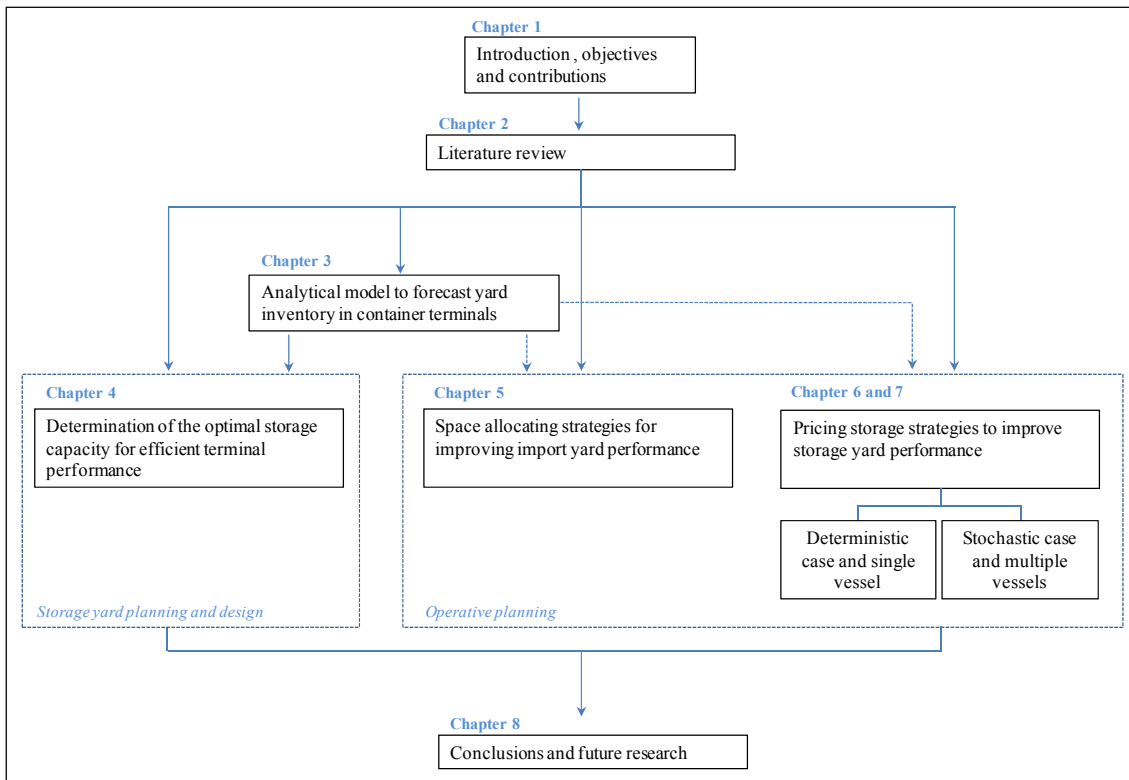 Chapter 1
Introduction , objectives
and contributions
Chapter 2
Literature review
Chapter 3
Analytical model to forecast yard
inventory in container terminals
Chapter 4
Determination of the optimal storage
capacity for efficient terminal
performance
Storage yard planning and design
Chapter 5
Space allocating strategies for
improving import yard performance
Chapter 6 and 7
Pricing storage strategies to improve
storage yard performance
Deterministic
case and single
vessel
Stochastic case
and multiple
vessels
Operative planning
Chapter 8
Conclusions and future research